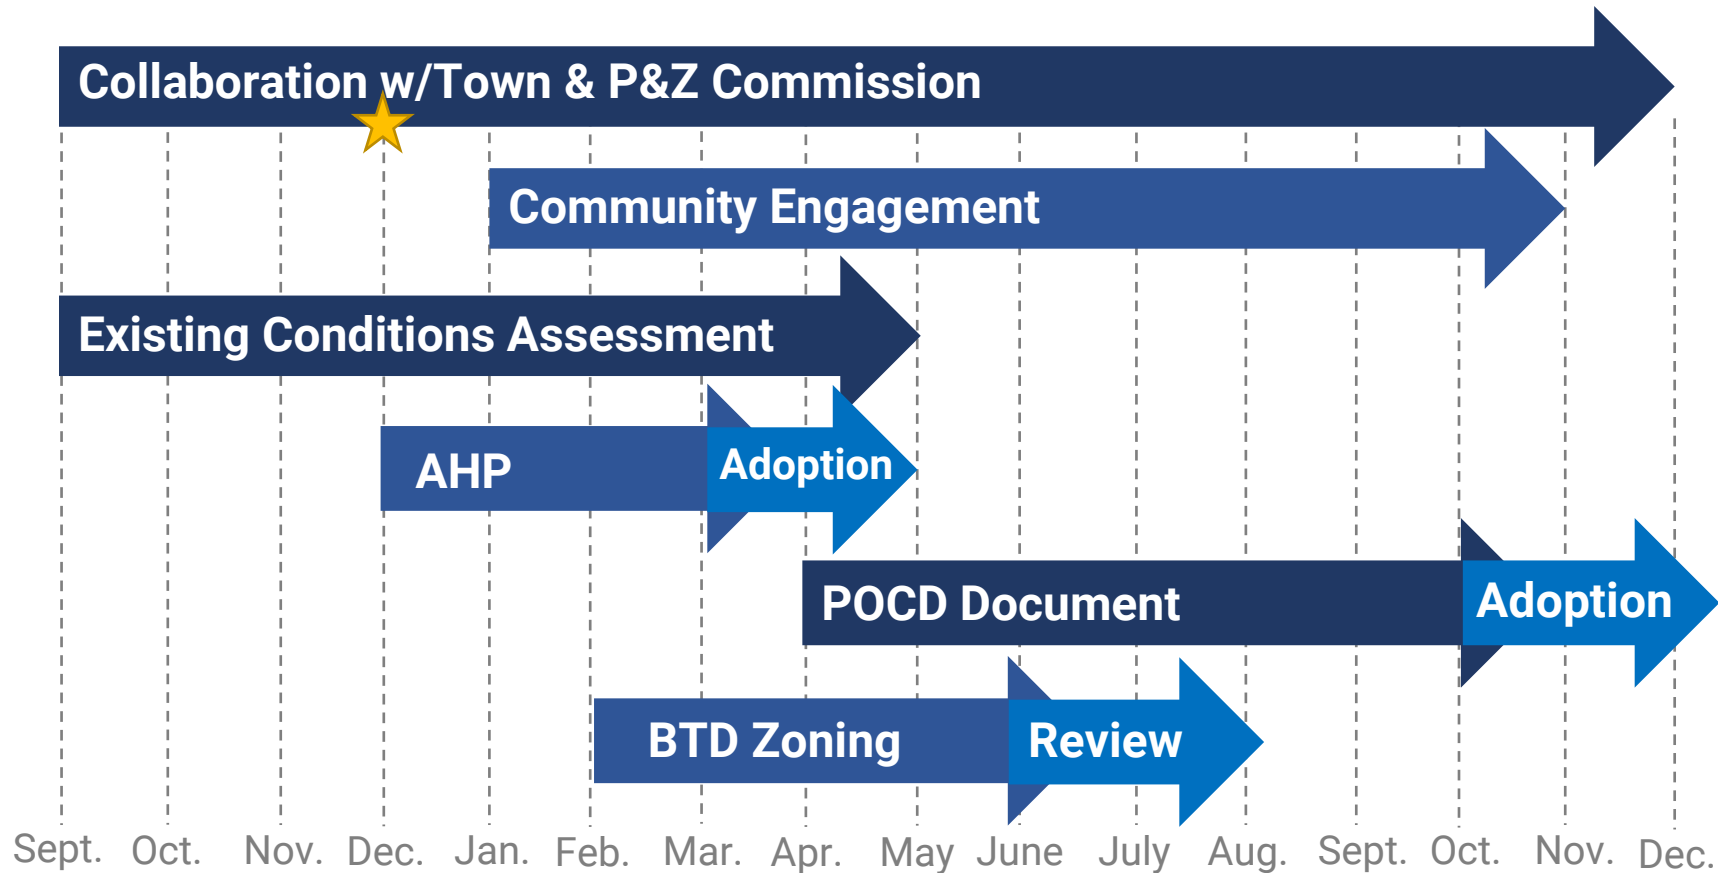 Collaboration w/Town & P&Z Commission
Community Engagement
Existing Conditions Assessment
AHP Adoption
POCD Document Adoption
BTD Zoning Review
Sept. Oct. Nov. Dec. Jan. Feb. Mar. Apr. May June July Aug. Sept. Oct. Nov. Dec.